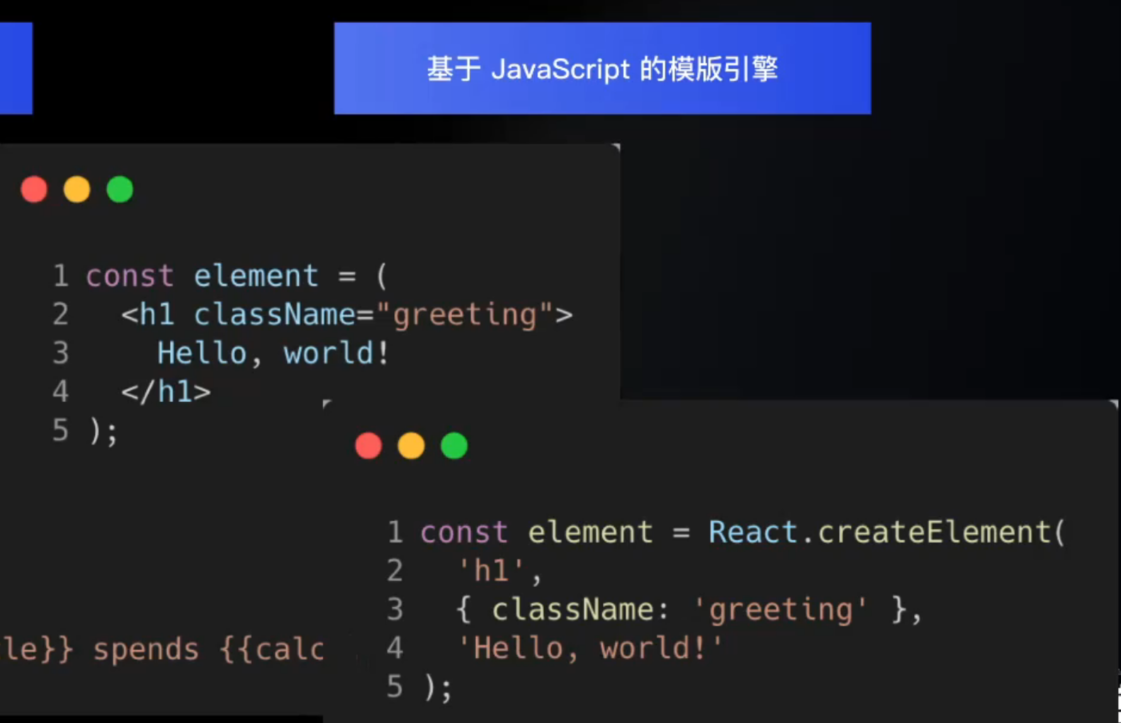 基于 JavaScript 的模版引擎
1 const element = (
2   <h1 className="greeting">
3     Hello, world!
4   </h1>
5 );
le}} spends {{calc
1 const element = React.createElement(
2   'h1',
3   { className: 'greeting' },
4   'Hello, world!'
5 );